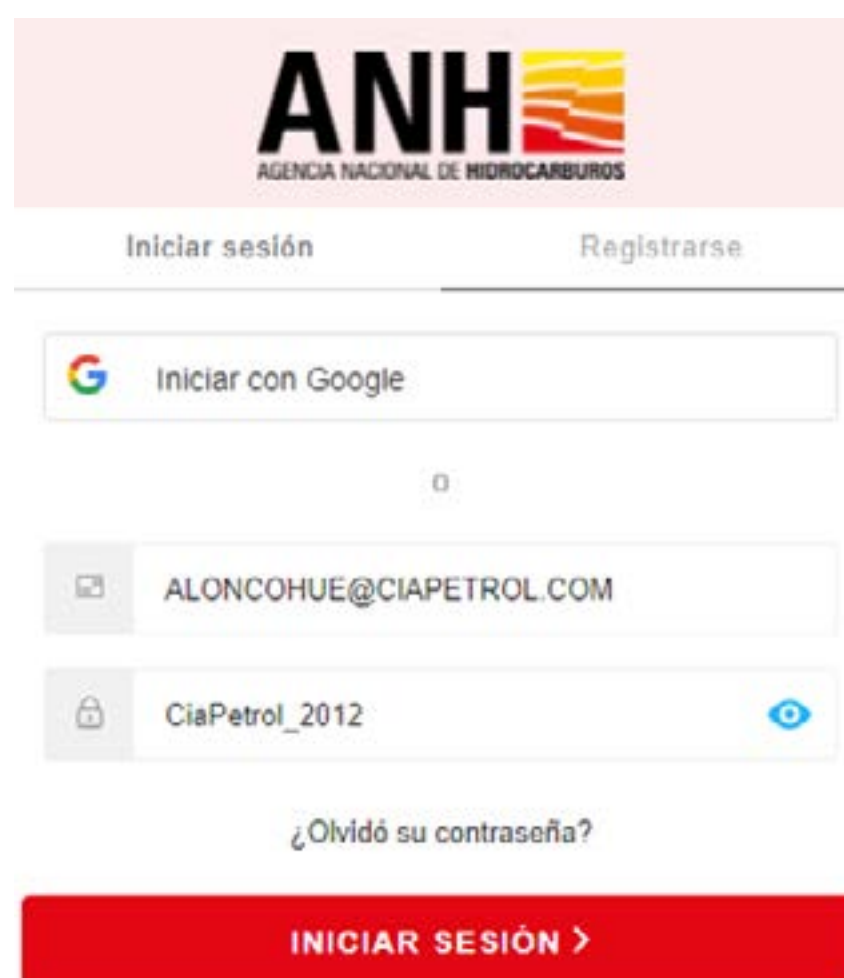 ANH
AGENCIA NACIONAL DE HIDROCARBUROS
Iniciar sesión Registrarse
Iniciar con Google
o
ALONCOHUE@CIAPETROL.COM
CiaPetrol_2012
¿Olvidó su contraseña?
INICIAR SESIÓN >